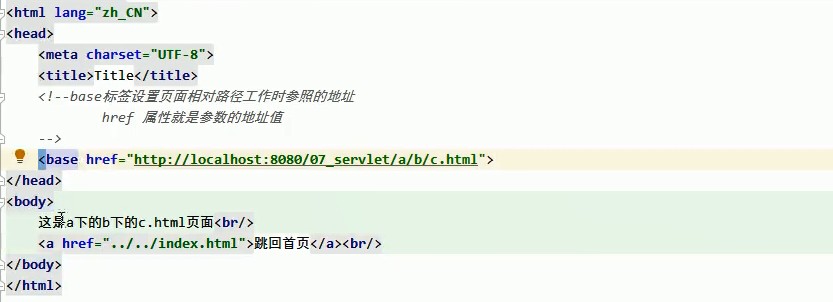 <html lang="zh_CN">
<head>
<meta charset="UTF-8">
<title>Title</title>
<!--base标签设置页面相对路径工作时参照的地址
href 属性就是参数的地址值
-->
<base href="http://localhost:8080/07_servlet/a/b/c.html">
</head>
<body>
这是a下的b下的c.html页面<br/>
<a href="../../index.html">跳回首页</a><br/>
</body>
</html>